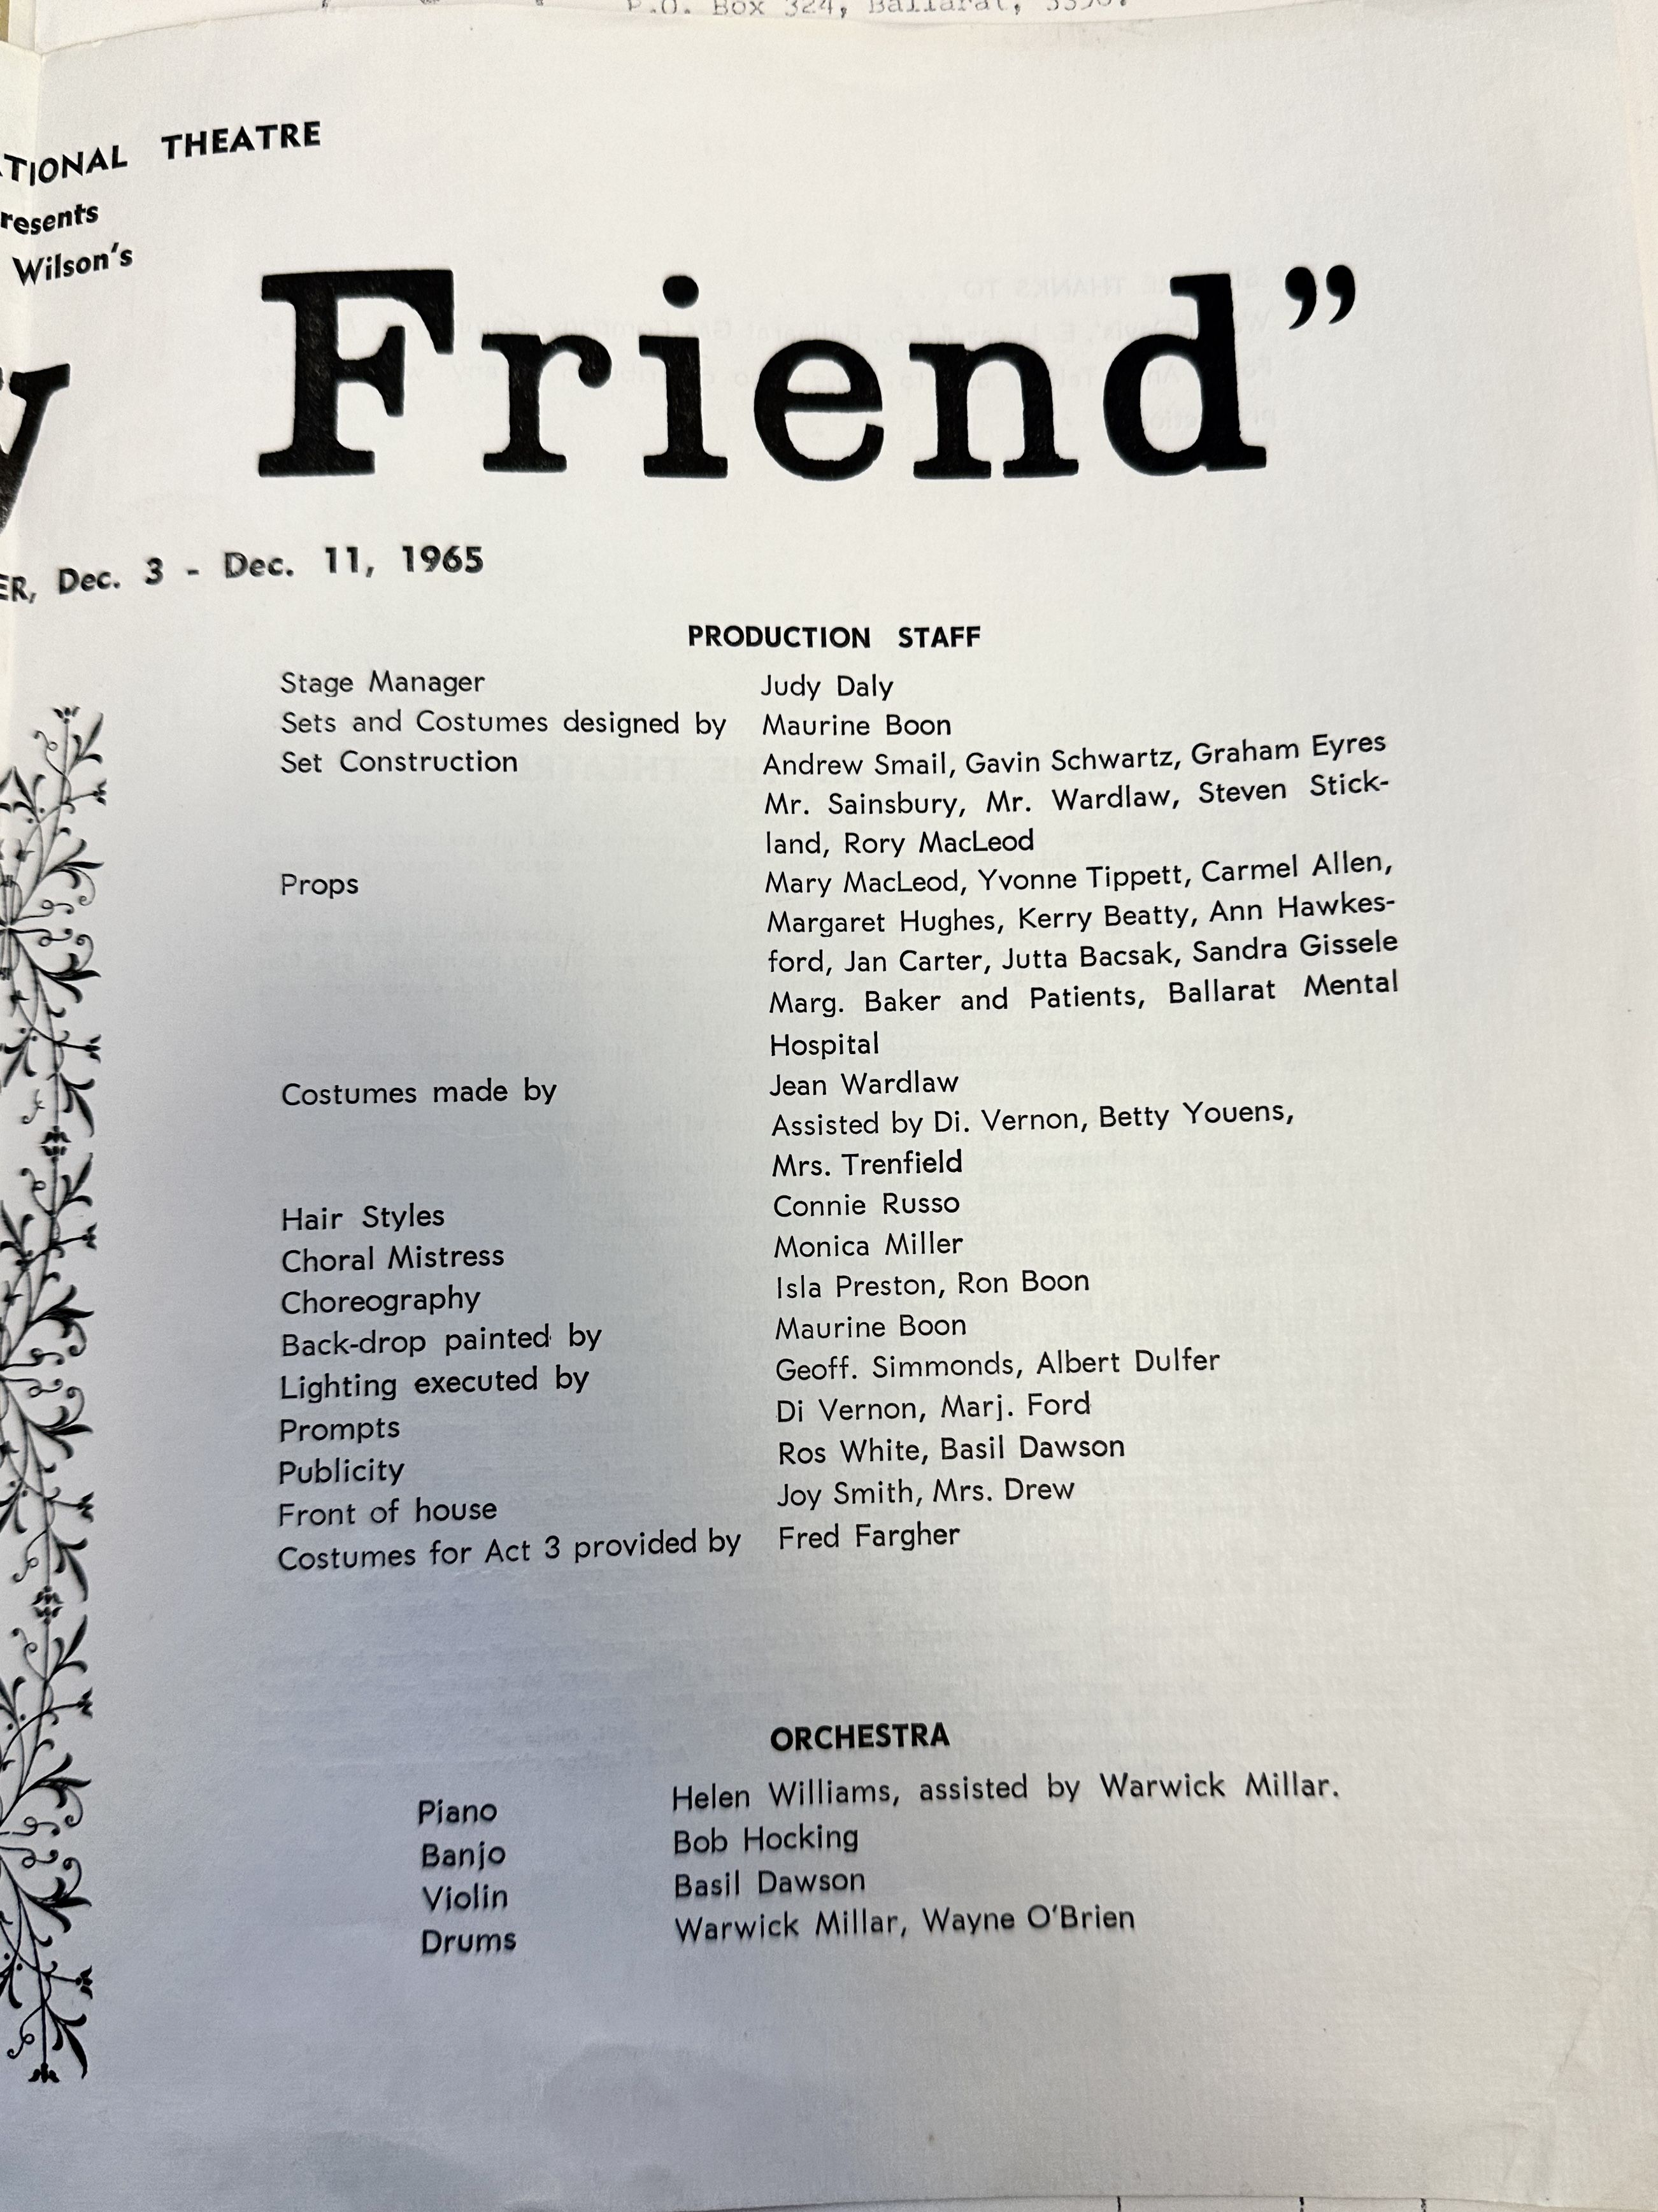 P.O. Box 324, Ballarat,
THEATRE
Wilson's
Friend”
Dec. 3 - Dec. 11, 1965
PRODUCTION STAFF
Stage Manager Judy Daly
Sets and Costumes designed by Maurine Boon
Set Construction Andrew Smail, Gavin Schwartz, Graham Eyres
Mr. Sainsbury, Mr. Wardlaw, Steven Stick-
land, Rory MacLeod
Props Mary MacLeod, Yvonne Tippett, Carmel Allen,
Margaret Hughes, Kerry Beatty, Ann Hawkes-
ford, Jan Carter, Jutta Bacsak, Sandra Gissele
Marg. Baker and Patients, Ballarat Mental
Hospital
Costumes made by Jean Wardlaw
Assisted by Di. Vernon, Betty Youens,
Mrs. Trenfield
Hair Styles Connie Russo
Choral Mistress Monica Miller
Choreography Isla Preston, Ron Boon
Back-drop painted by Maurine Boon
Lighting executed by Geoff. Simmonds, Albert Dulfer
Prompts Di Vernon, Marj. Ford
Publicity Ros White, Basil Dawson
Front of house Joy Smith, Mrs. Drew
Costumes for Act 3 provided by Fred Fargher
ORCHESTRA
Piano Helen Williams, assisted by Warwick Millar.
Banjo Bob Hocking
Violin Basil Dawson
Drums Warwick Millar, Wayne O'Brien